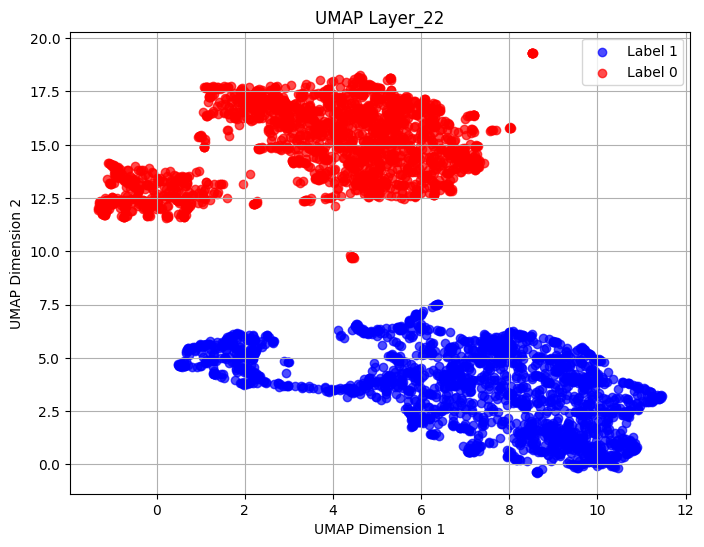 UMAP Layer_22
Label 1
Label 0
20.0
17.5
15.0
12.5
10.0
7.5
5.0
2.5
0.0
UMAP Dimension 2
0 2 4 6 8 10 12
UMAP Dimension 1